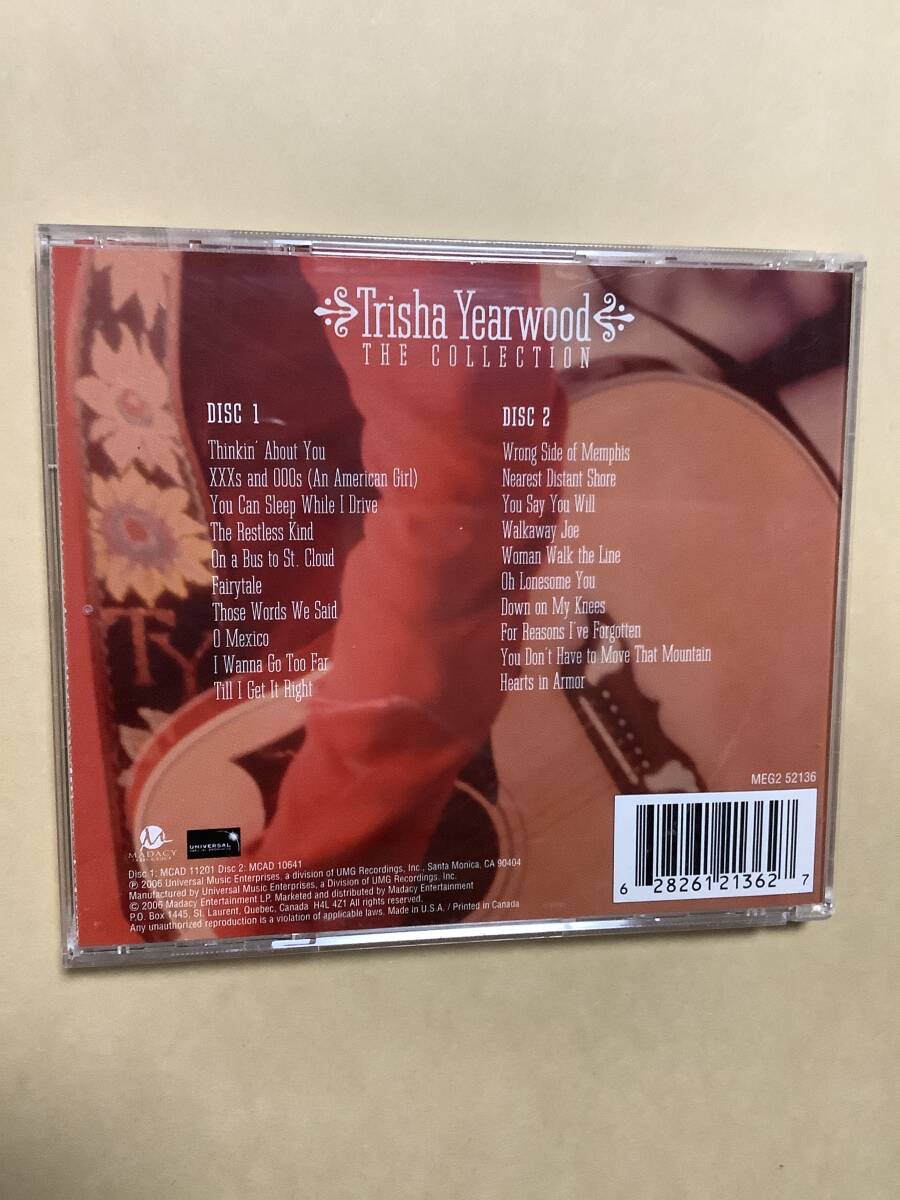 Trisha Yearwood
THE COLLECTION
DISC 1
Thinkin' About You
XXXs and OOOs (An American Girl)
You Can Sleep While I Drive
The Restless Kind
On a Bus to St. Cloud
Fairytale
Those Words We Said
O Mexico
I Wanna Go Too Far
Till I Get It Right
DISC 2
Wrong Side of Memphis
Nearest Distant Shore
You Say You Will
Walkaway Joe
Woman Walk the Line
Oh Lonesome You
Down on My Knees
For Reasons I've Forgotten
You Don't Have to Move That Mountain
Hearts in Armor
TY
MEG2 52136
6 28261 21362 7
MADACY
UNIVERSAL
Disc 1: MCAD 11201 Disc 2: MCAD 10641
℗ 2006 Universal Music Enterprises, a division of UMG Recordings, Inc., Santa Monica, CA 90404
Manufactured by Universal Music Enterprises, a Division of UMG Recordings. Inc.
© 2006 Madacy Entertainment LP. Marketed and distributed by Madacy Entertainment
P.O. Box 1445, St. Laurent, Quebec, Canada H4L 4Z1 All rights reserved. Made in U.S.A. / Printed in Canada
Any unauthorized reproduction is a violation of applicable laws.